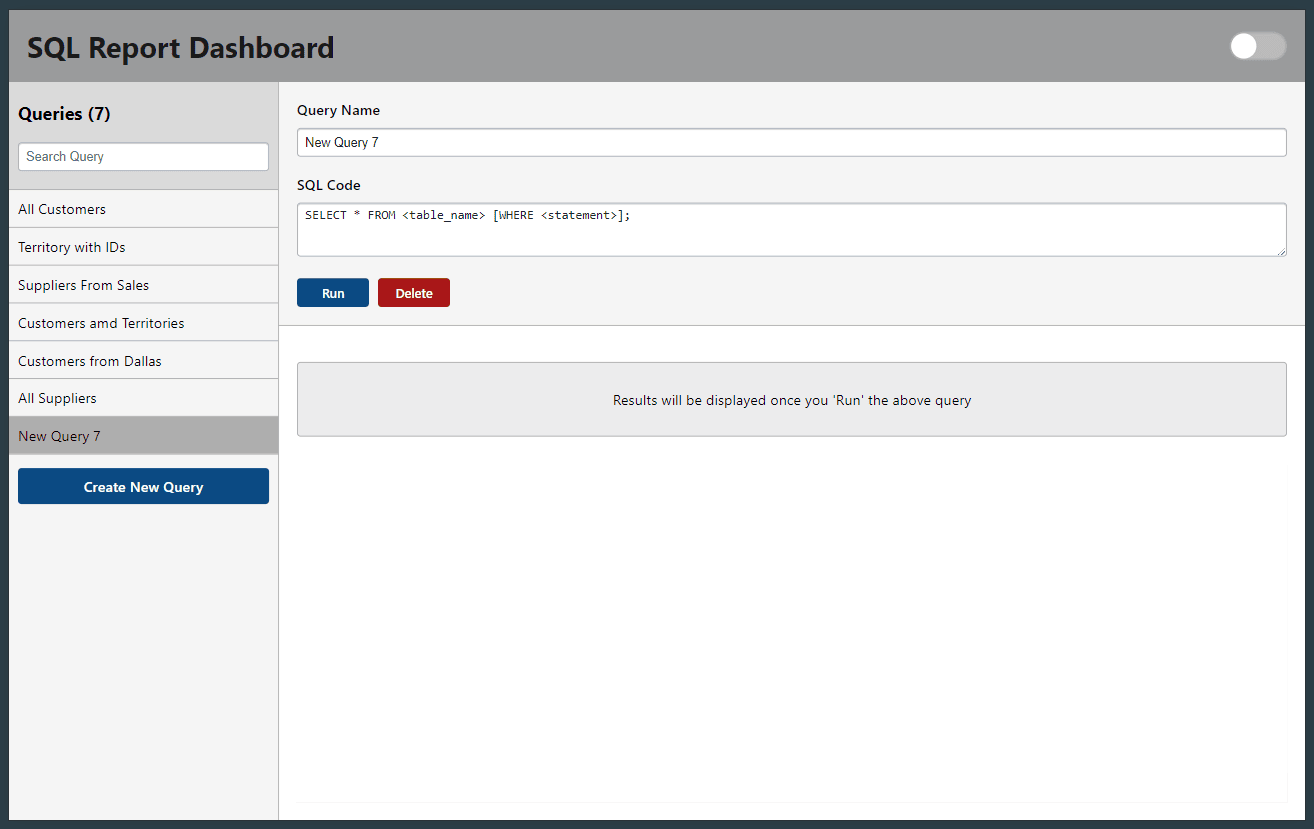 SQL Report Dashboard
Queries (7)
Search Query
All Customers
Territory with IDs
Suppliers From Sales
Customers amd Territories
Customers from Dallas
All Suppliers
New Query 7
Create New Query
Query Name
New Query 7
SQL Code
SELECT * FROM <table_name> [WHERE <statement>];
Run Delete
Results will be displayed once you 'Run' the above query